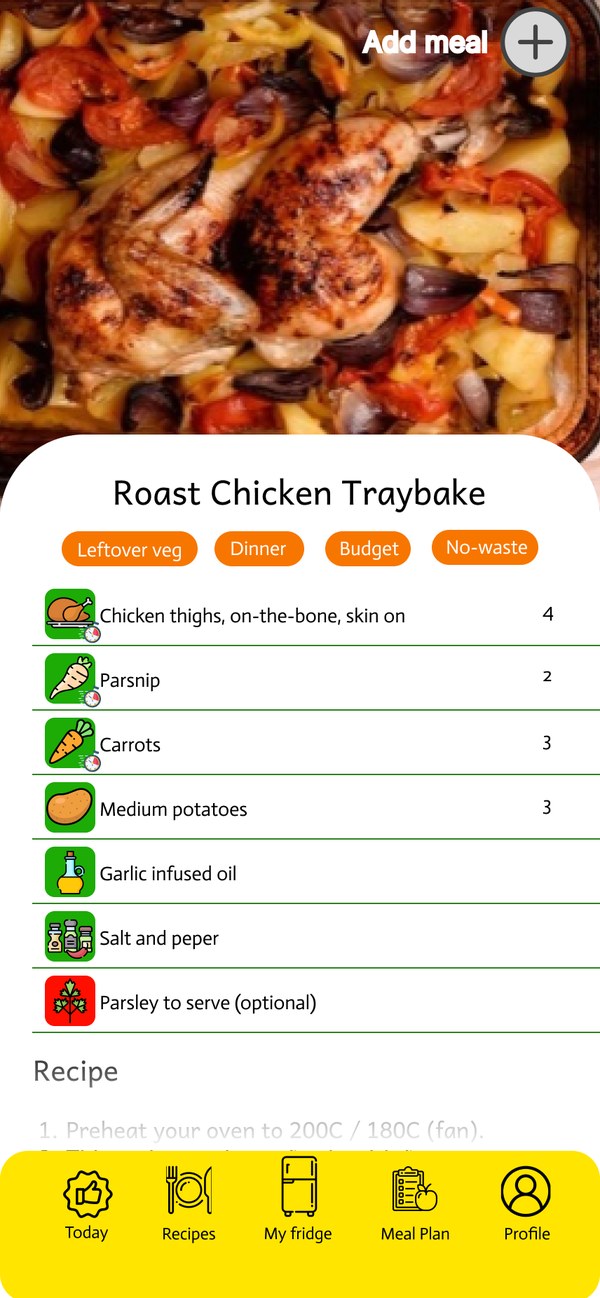 Add meal
Roast Chicken Traybake
Leftover veg Dinner Budget No-waste
Chicken thighs, on-the-bone, skin on 4
Parsnip 2
Carrots 3
Medium potatoes 3
Garlic infused oil
Salt and peper
Parsley to serve (optional)
Recipe
1. Preheat your oven to 200C / 180C (fan).
Today Recipes My fridge Meal Plan Profile